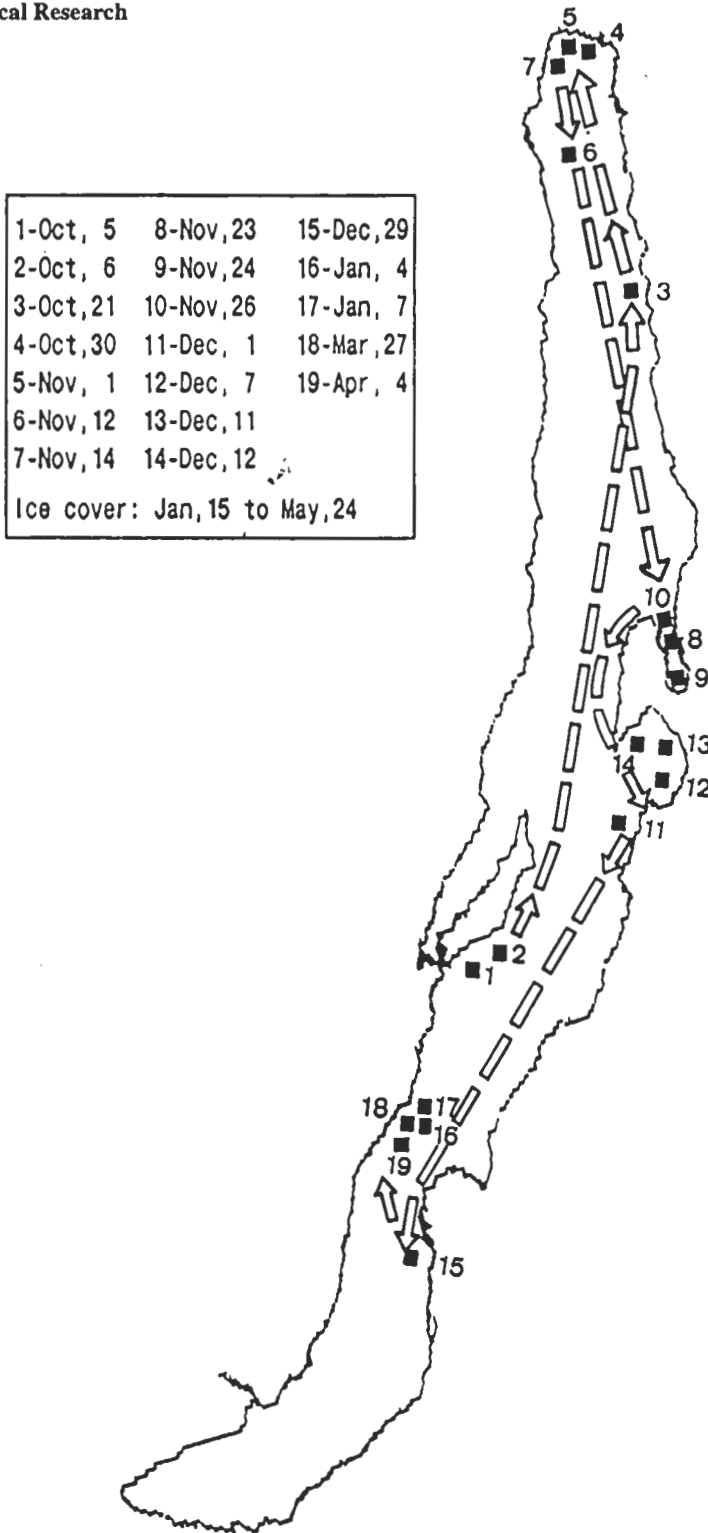 cal Research
1-Oct, 5 8-Nov,23 15-Dec,29
2-Oct, 6 9-Nov,24 16-Jan, 4
3-Oct,21 10-Nov,26 17-Jan, 7
4-Oct,30 11-Dec, 1 18-Mar,27
5-Nov, 1 12-Dec, 7 19-Apr, 4
6-Nov,12 13-Dec,11
7-Nov,14 14-Dec,12
Ice cover: Jan,15 to May,24
5
4
7
6
3
10
8
9
13
14
12
11
2
1
17
18
16
19
15